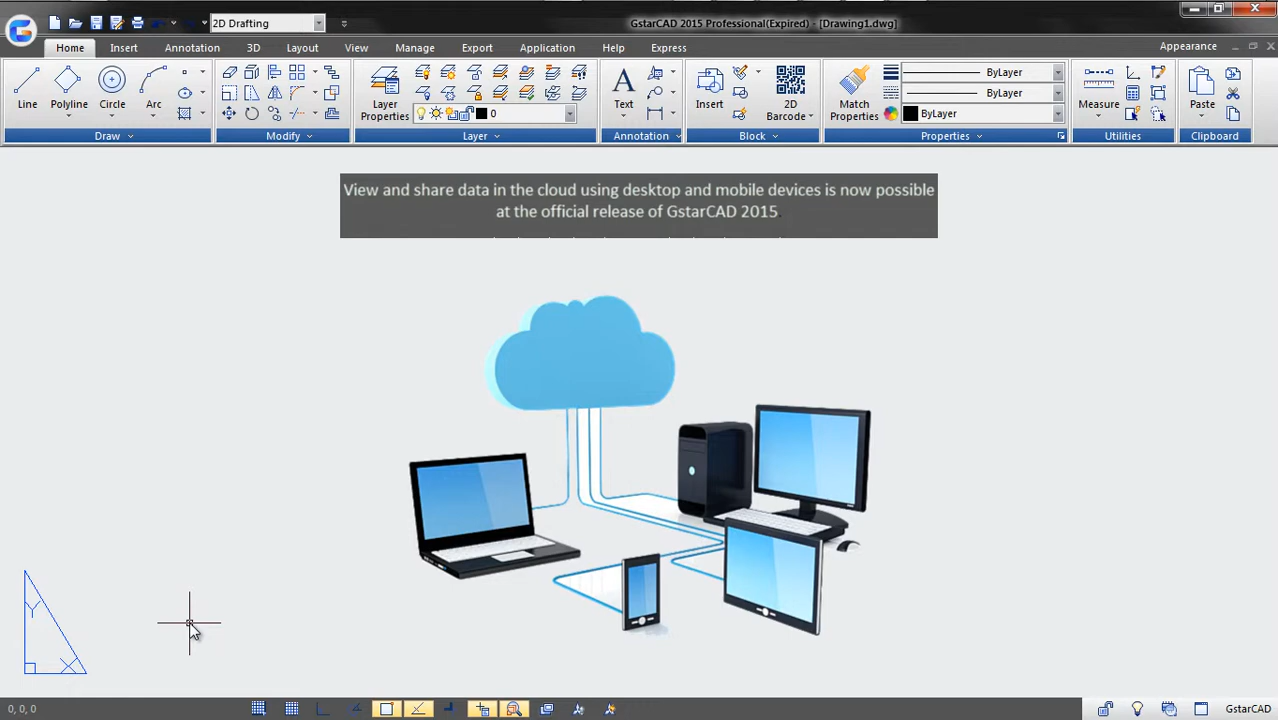 2D Drafting
GstarCAD 2015 Professional(Expired) - [Drawing1.dwg]
Home Insert Annotation 3D Layout View Manage Export Application Help Express Appearance
Line Polyline Circle Arc
Layer Properties
0
Text
Insert
2D Barcode
Match Properties
ByLayer
ByLayer
ByLayer
Measure
Paste
Draw Modify Layer Annotation Block Properties Utilities Clipboard
View and share data in the cloud using desktop and mobile devices is now possible
at the official release of GstarCAD 2015.
Y
X
0, 0, 0
GstarCAD